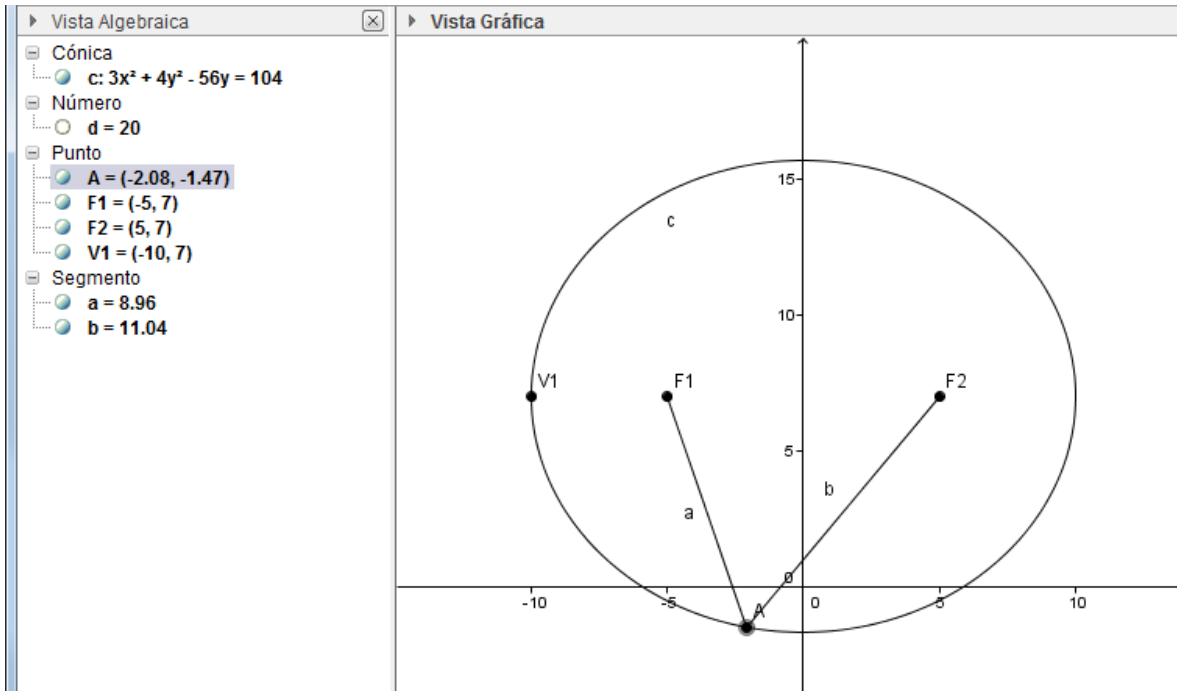 Vista Algebraica
Cónica
c: 3x² + 4y² - 56y = 104
Número
d = 20
Punto
A = (-2.08, -1.47)
F1 = (-5, 7)
F2 = (5, 7)
V1 = (-10, 7)
Segmento
a = 8.96
b = 11.04
Vista Gráfica
15
c
10
V1
F1
F2
5
b
a
0
-10
-5
A
0
5
10